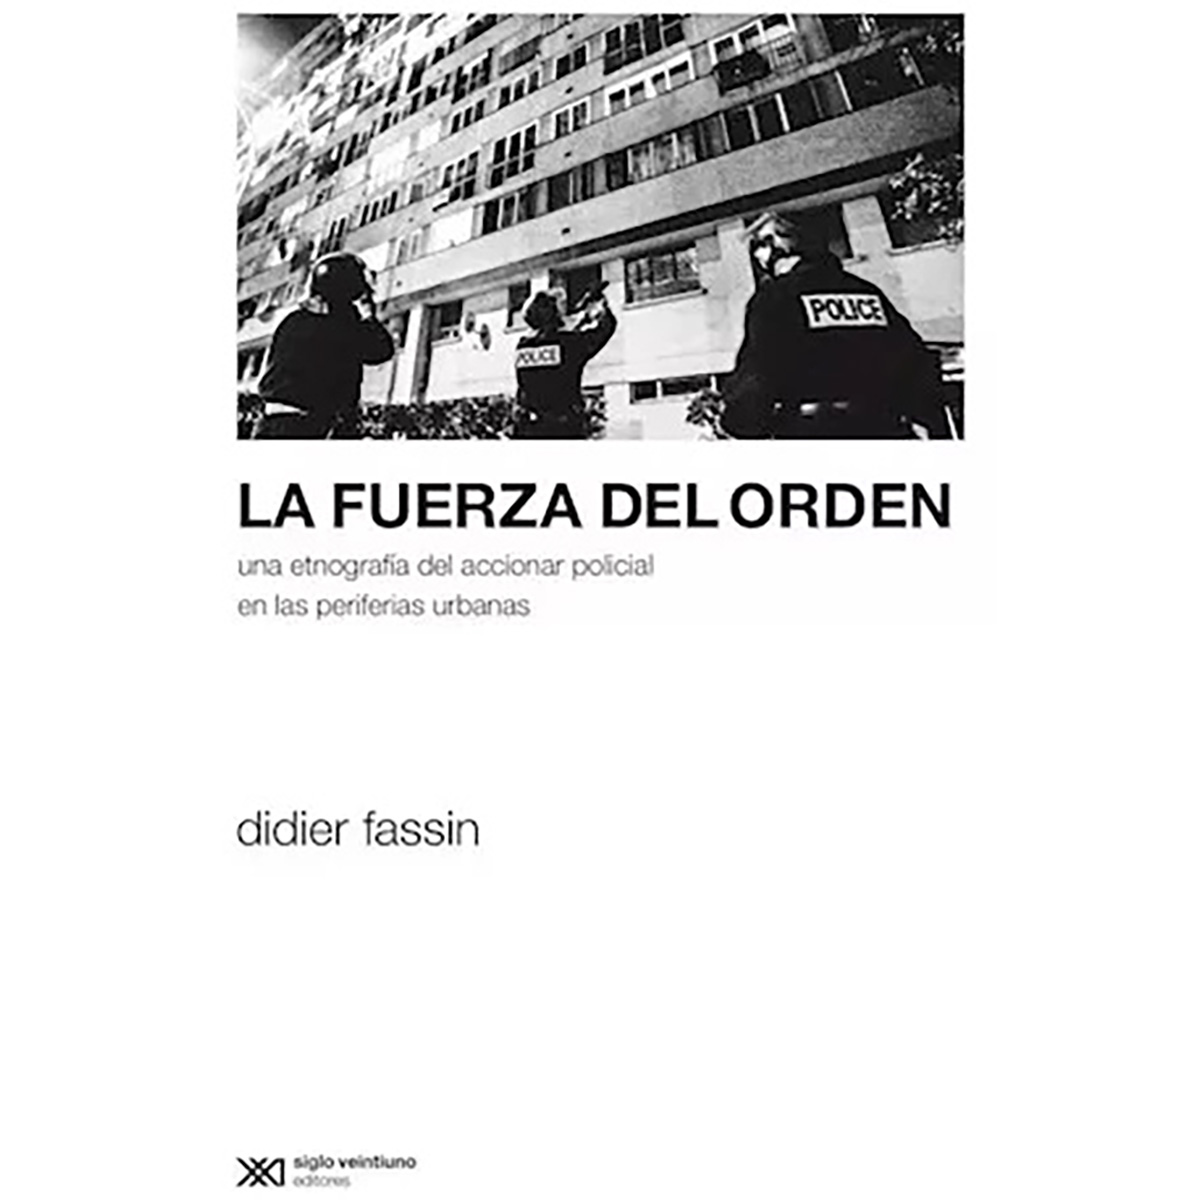 POLICE
POLICE
LA FUERZA DEL ORDEN
una etnografía del accionar policial
en las periferias urbanas
didier fassin
siglo veintiuno
editores